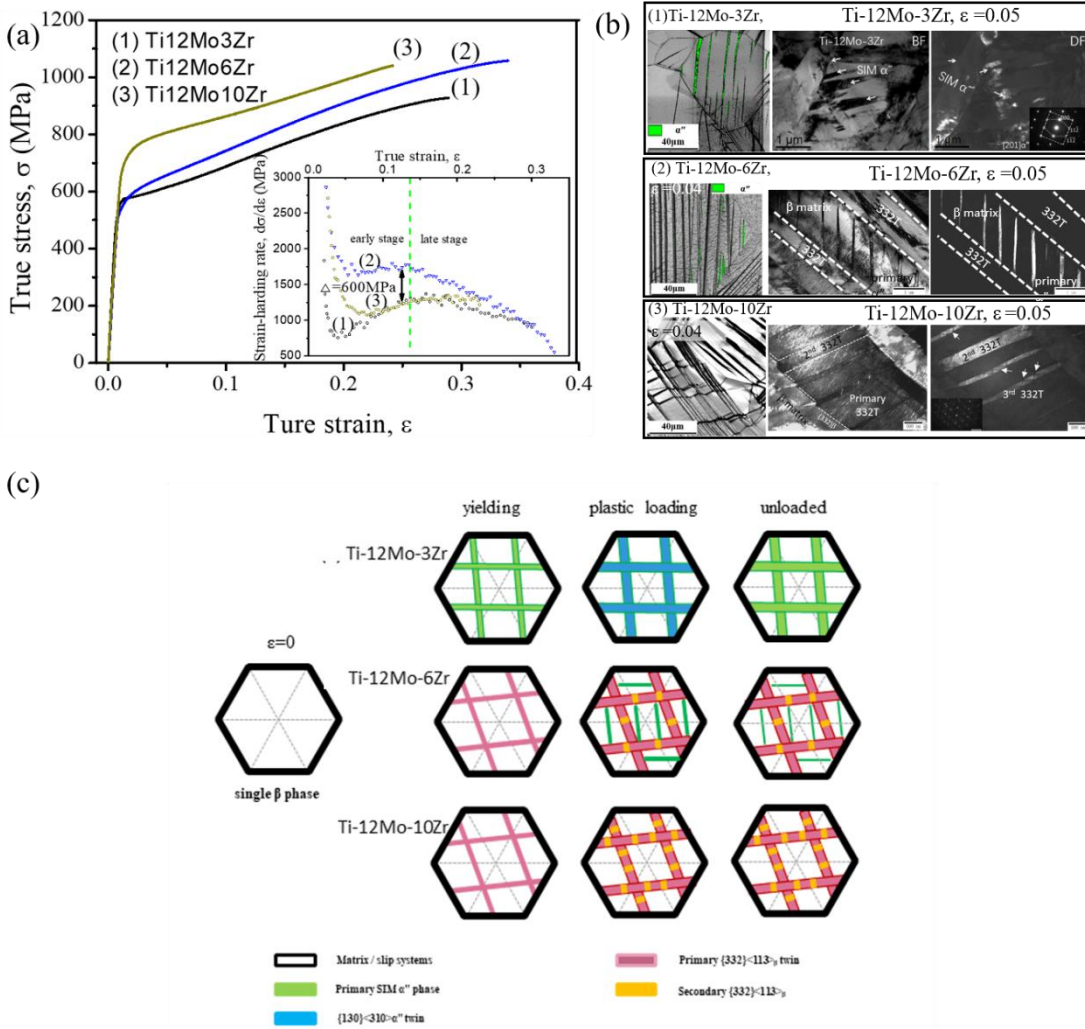 (a)
1200
1000
800
600
400
200
0
True stress, σ (MPa)
(1) Ti12Mo3Zr
(2) Ti12Mo6Zr
(3) Ti12Mo10Zr
(3)
(2)
(1)
True strain, ε
0.0 0.1 0.2 0.3
3000
2500
2000
1750
1250
1000
500
Strain-harding rate, dσ/dε (MPa)
early stage late stage
(2)
△=600MPa
(3)
(1)
0.0 0.1 0.2 0.3 0.4
Ture strain, ε
(b)
(1)Ti-12Mo-3Zr, Ti-12Mo-3Zr, ε =0.05
Ti-12Mo-3Zr BF
DF
SIM α"
SIM α"
α"
40μm
1 μm
1 μm
[201]α"
(2) Ti-12Mo-6Zr, Ti-12Mo-6Zr, ε =0.05
ε =0.04 α"
β matrix
332T
332T
primary
40μm
β matrix
332T
332T
primary
(3) Ti-12Mo-10Zr Ti-12Mo-10Zr, ε =0.05
ε =0.04
2nd 332T
Primary
332T
40μm
2nd 332T
3rd 332T
(c)
yielding plastic loading unloaded
Ti-12Mo-3Zr
ε=0
single β phase
Ti-12Mo-6Zr
Ti-12Mo-10Zr
Matrix / slip systems
Primary SIM α" phase
{130}<310>α" twin
Primary {332}<113>β twin
Secondary {332}<113>β